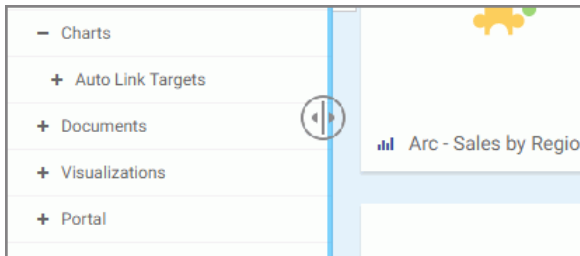 Charts
Auto Link Targets
Documents
Visualizations
Portal
Arc - Sales by Regio